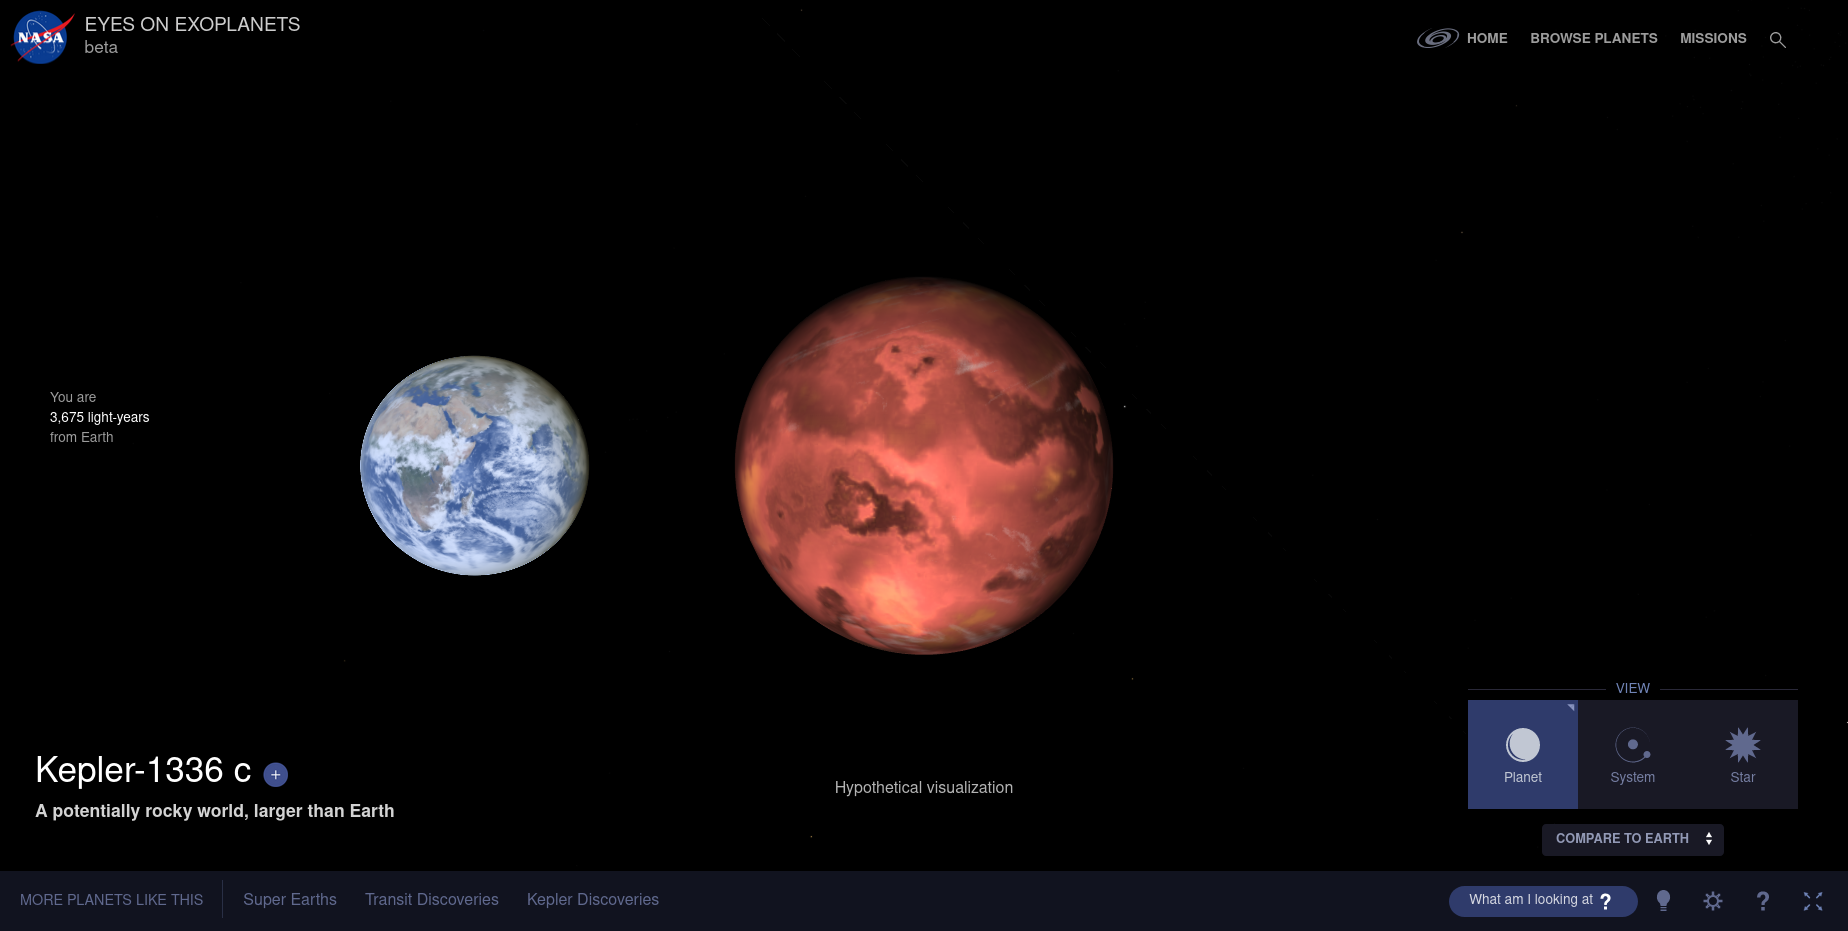 NASA
EYES ON EXOPLANETS
beta
HOME
BROWSE PLANETS
MISSIONS
You are
3,675 light-years
from Earth
Kepler-1336 c +
A potentially rocky world, larger than Earth
Hypothetical visualization
VIEW
Planet
System
Star
COMPARE TO EARTH
MORE PLANETS LIKE THIS
Super Earths
Transit Discoveries
Kepler Discoveries
What am I looking at ?
?